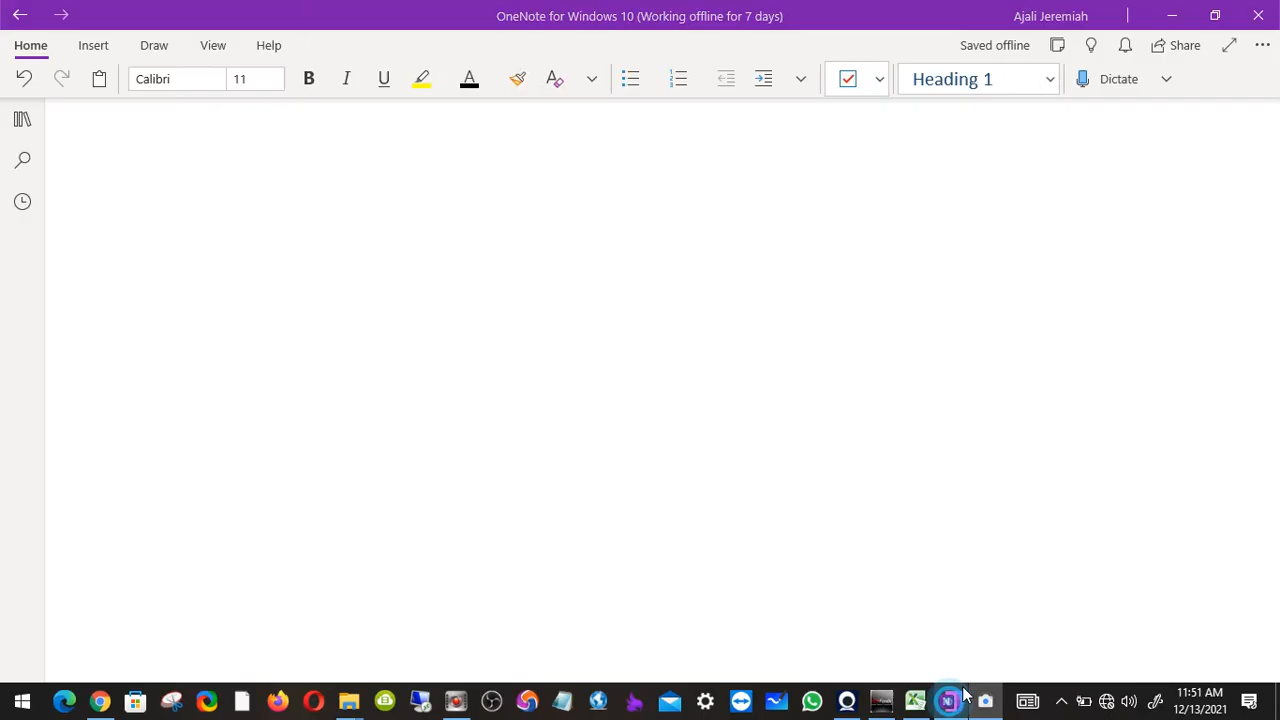 OneNote for Windows 10 (Working offline for 7 days)
Ajali Jeremiah
Home
Insert
Draw
View
Help
Saved offline
Share
Calibri
11
B
I
U
A
Heading 1
Dictate
11:51 AM
12/13/2021